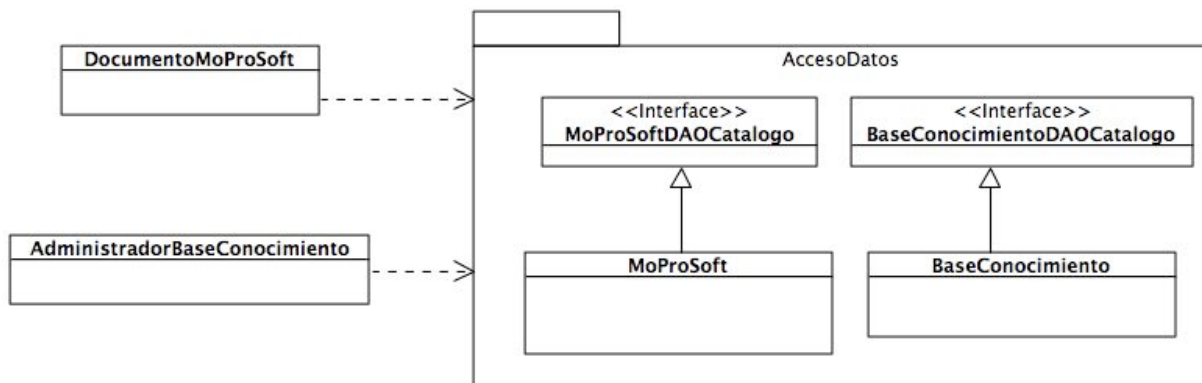 DocumentoMoProSoft
AccesoDatos
<<Interface>>
MoProSoftDAOCatalogo
<<Interface>>
BaseConocimientoDAOCatalogo
AdministradorBaseConocimiento
MoProSoft
BaseConocimiento